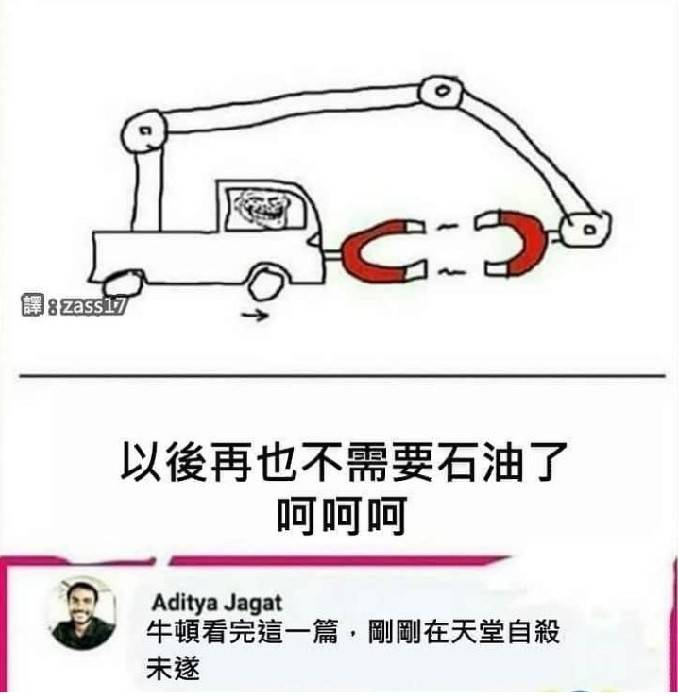 譯：zass17
以後再也不需要石油了
呵呵呵
Aditya Jagat
牛頓看完這一篇，剛剛在天堂自殺
未遂